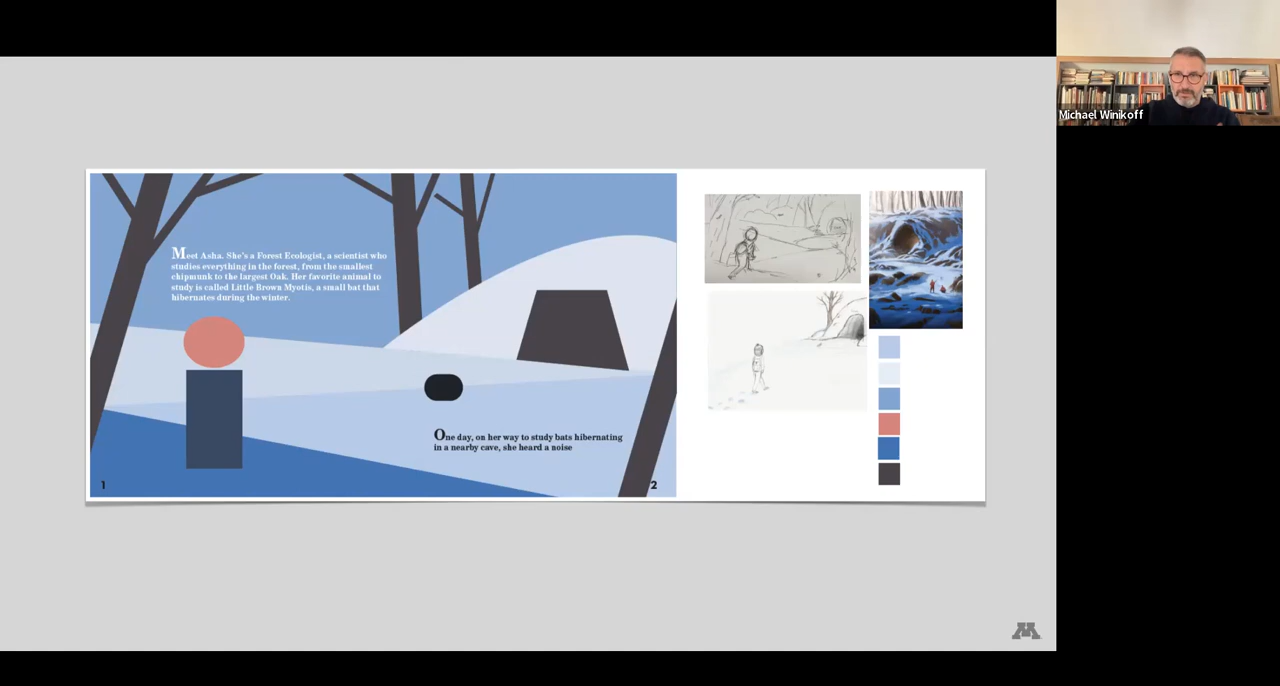 Meet Asha. She's a Forest Ecologist, a scientist who
studies everything in the forest, from the smallest
chipmunk to the largest Oak. Her favorite animal to
study is called Little Brown Myotis, a small bat that
hibernates during the winter.
One day, on her way to study bats hibernating
in a nearby cave, she heard a noise
1
2
Michael Winikoff
M